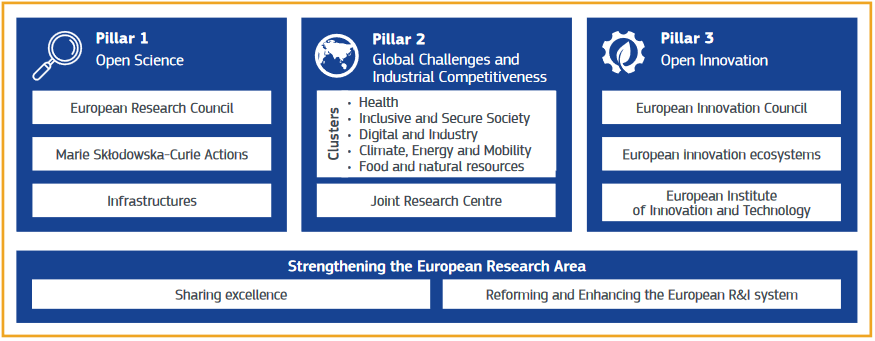 Pillar 1
Open Science
European Research Council
Marie Skłodowska-Curie Actions
Infrastructures
Pillar 2
Global Challenges and
Industrial Competitiveness
Clusters
• Health
• Inclusive and Secure Society
• Digital and Industry
• Climate, Energy and Mobility
• Food and natural resources
Joint Research Centre
Pillar 3
Open Innovation
European Innovation Council
European innovation ecosystems
European Institute
of Innovation and Technology
Strengthening the European Research Area
Sharing excellence
Reforming and Enhancing the European R&I system